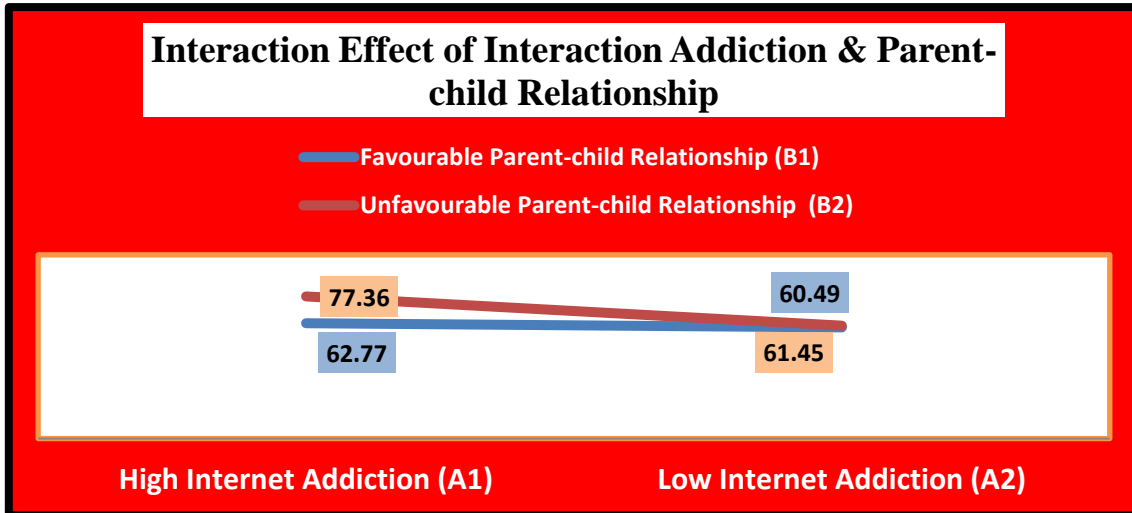 Interaction Effect of Interaction Addiction & Parent-
child Relationship
Favourable Parent-child Relationship (B1)
Unfavourable Parent-child Relationship (B2)
77.36
60.49
62.77
61.45
High Internet Addiction (A1)
Low Internet Addiction (A2)